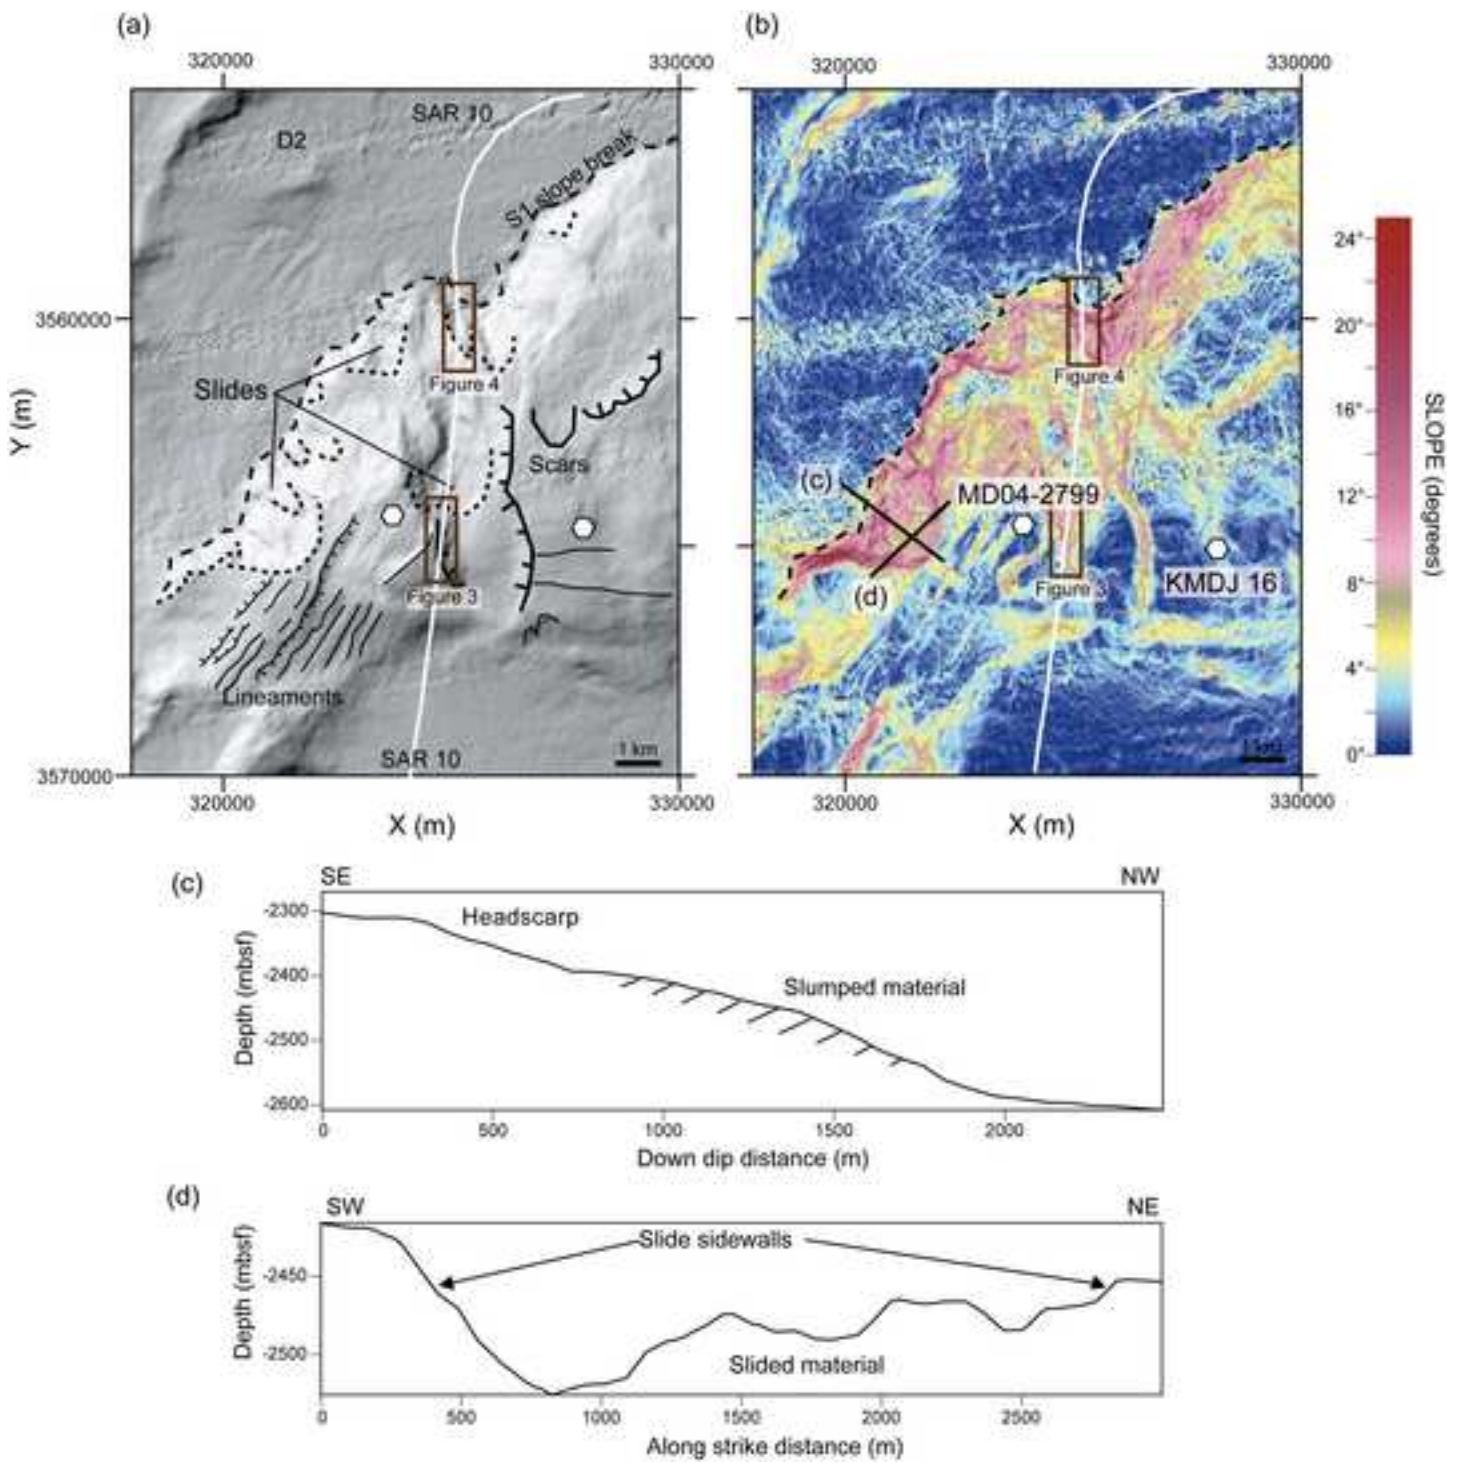 (a)
320000
330000
SAR 10
D2
S1 slope break
3560000
Slides
Figure 4
Y (m)
Scars
Figure 3
Lineaments
SAR 10
1 km
3570000
320000
330000
X (m)
(b)
320000
330000
Figure 4
(c)
MD04-2799
(d)
Figure 3
KMDJ 16
320000
330000
X (m)
24°
20°
16°
12°
8°
4°
0°
SLOPE (degrees)
(c)
SE
NW
Headscarp
Slumped material
Depth (mbsf)
-2300
-2400
-2500
-2600
0
500
1000
1500
2000
Down dip distance (m)
(d)
SW
NE
Slide sidewalls
Depth (mbsf)
-2450
-2500
Slided material
0
500
1000
1500
2000
2500
Along strike distance (m)